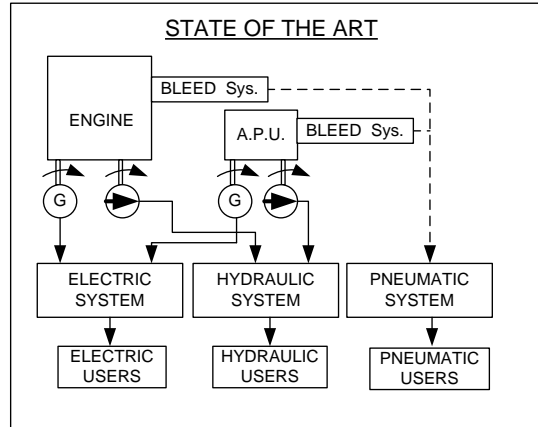 STATE OF THE ART
BLEED Sys.
ENGINE
A.P.U.
BLEED Sys.
G
G
ELECTRIC
SYSTEM
HYDRAULIC
SYSTEM
PNEUMATIC
SYSTEM
ELECTRIC
USERS
HYDRAULIC
USERS
PNEUMATIC
USERS